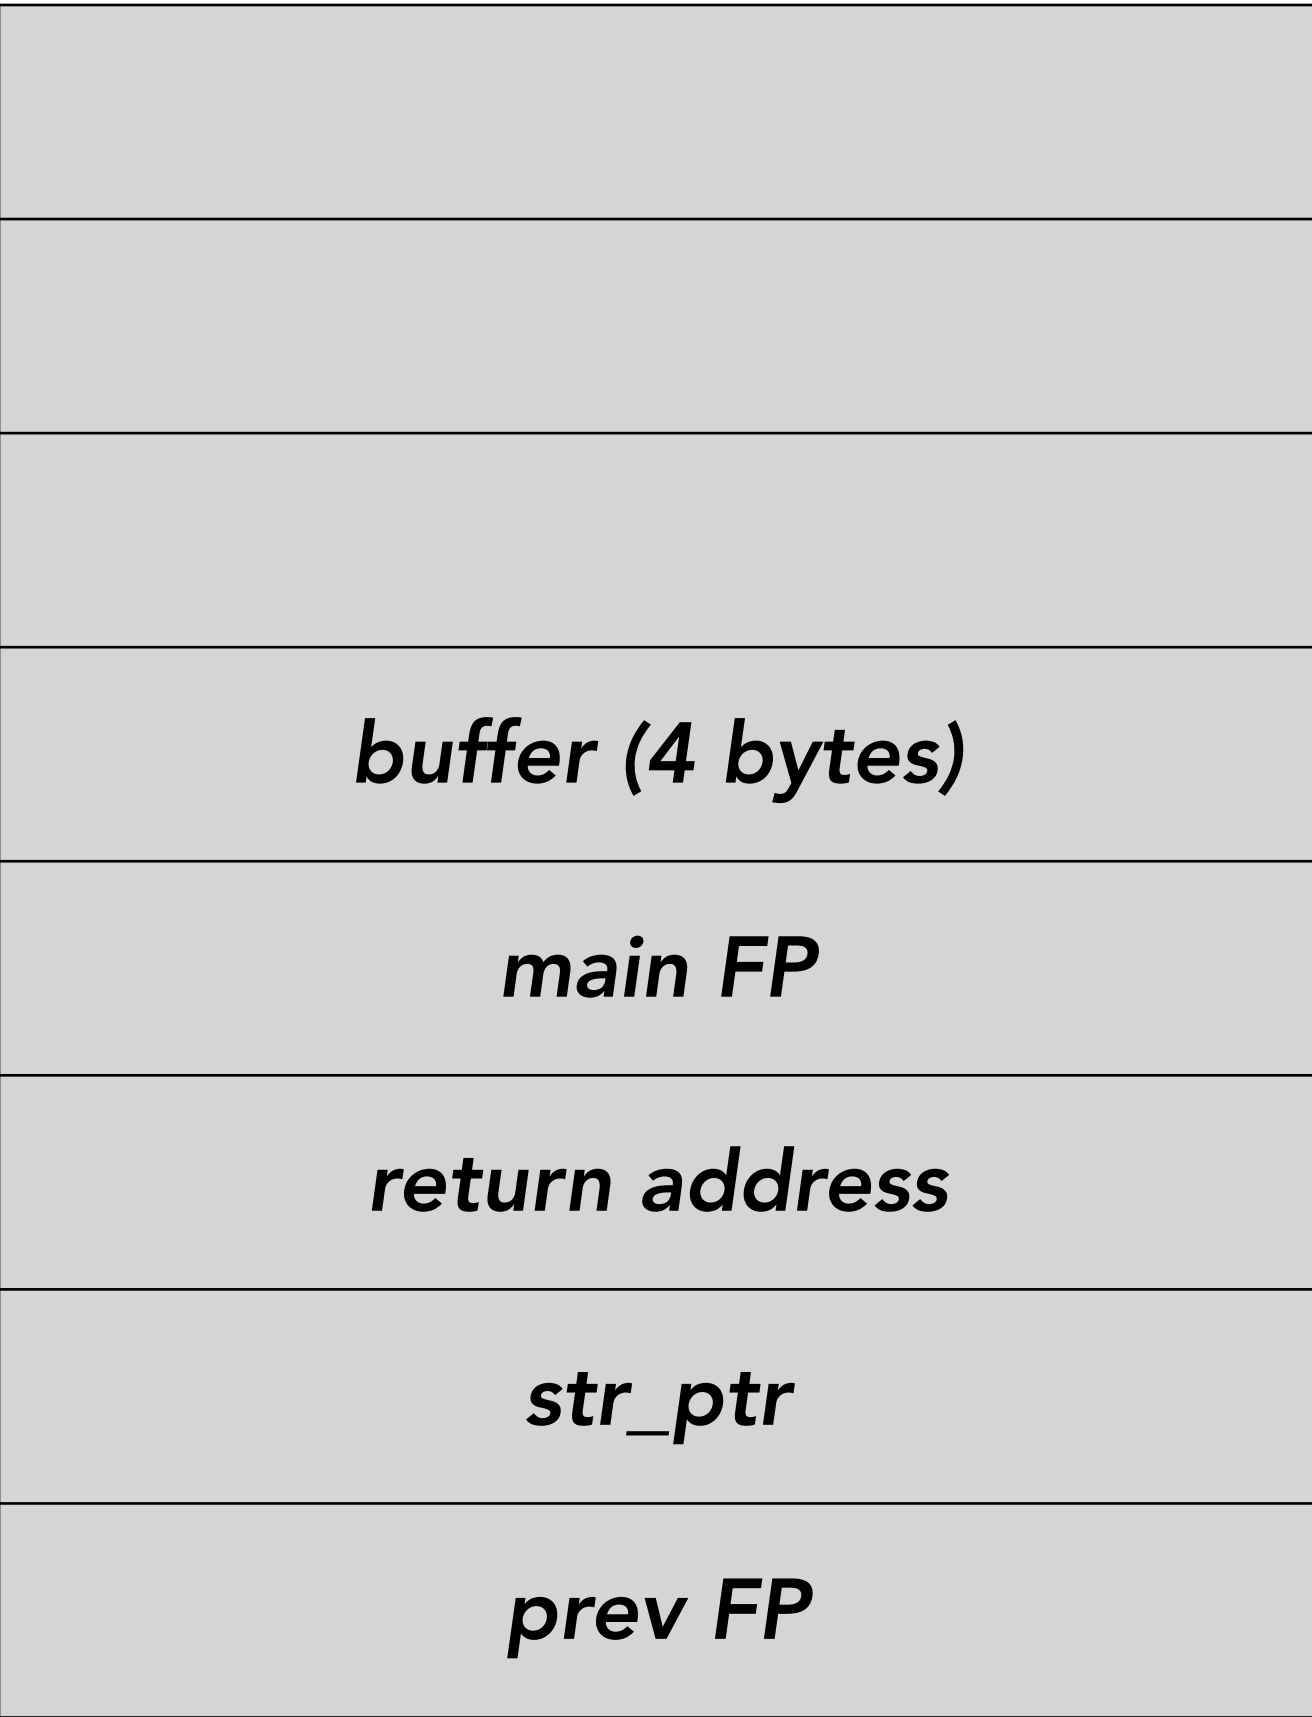 buffer (4 bytes)
main FP
return address
str_ptr
prev FP